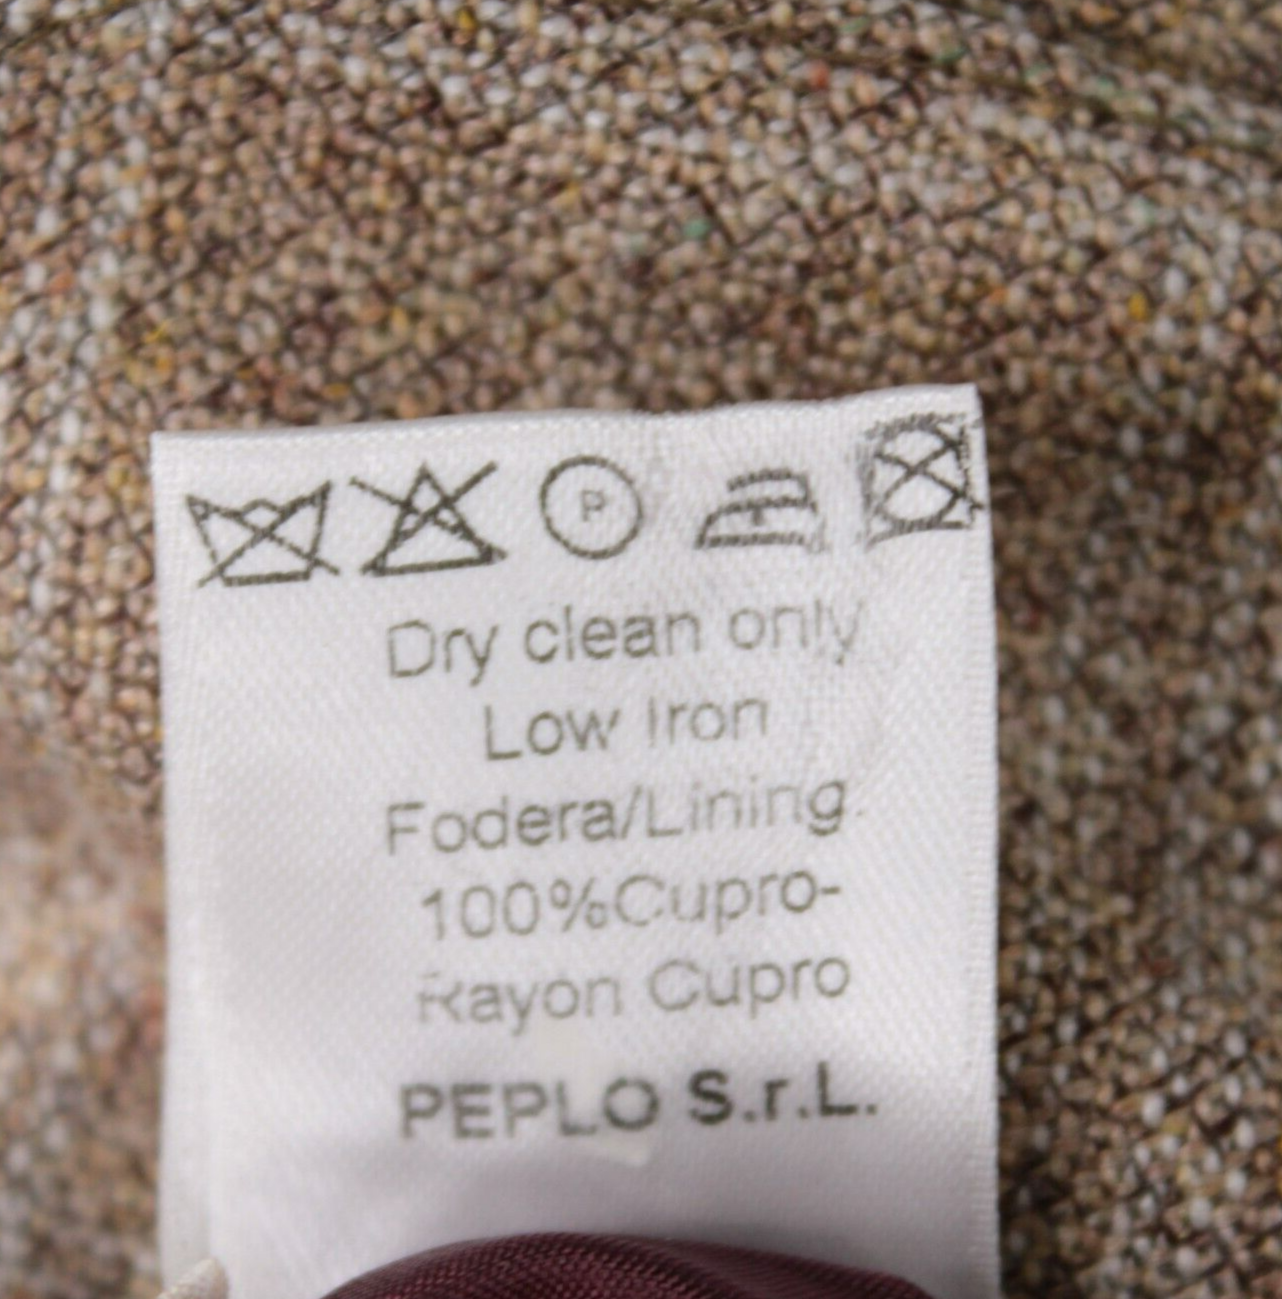 P
Dry clean only
Low Iron
Fodera/Lining
100%Cupro-
Rayon Cupro
PEPLO S.r.L.